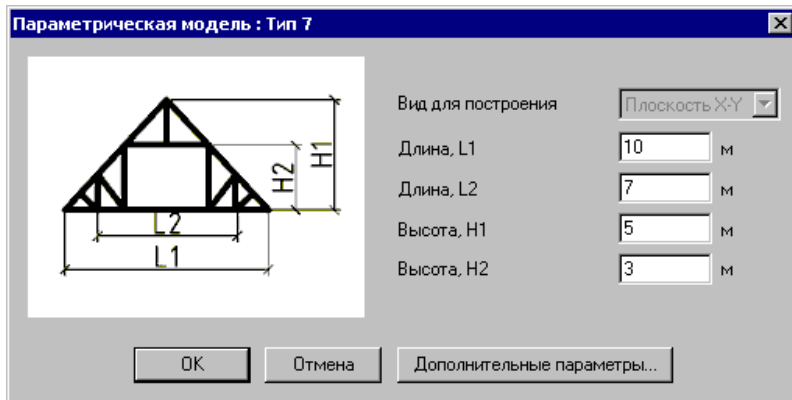 Параметрическая модель : Тип 7
Вид для построения Плоскость X-Y
Длина, L1 10 м
Длина, L2 7 м
Высота, H1 5 м
Высота, H2 3 м
H1
H2
L2
L1
OK Отмена Дополнительные параметры...